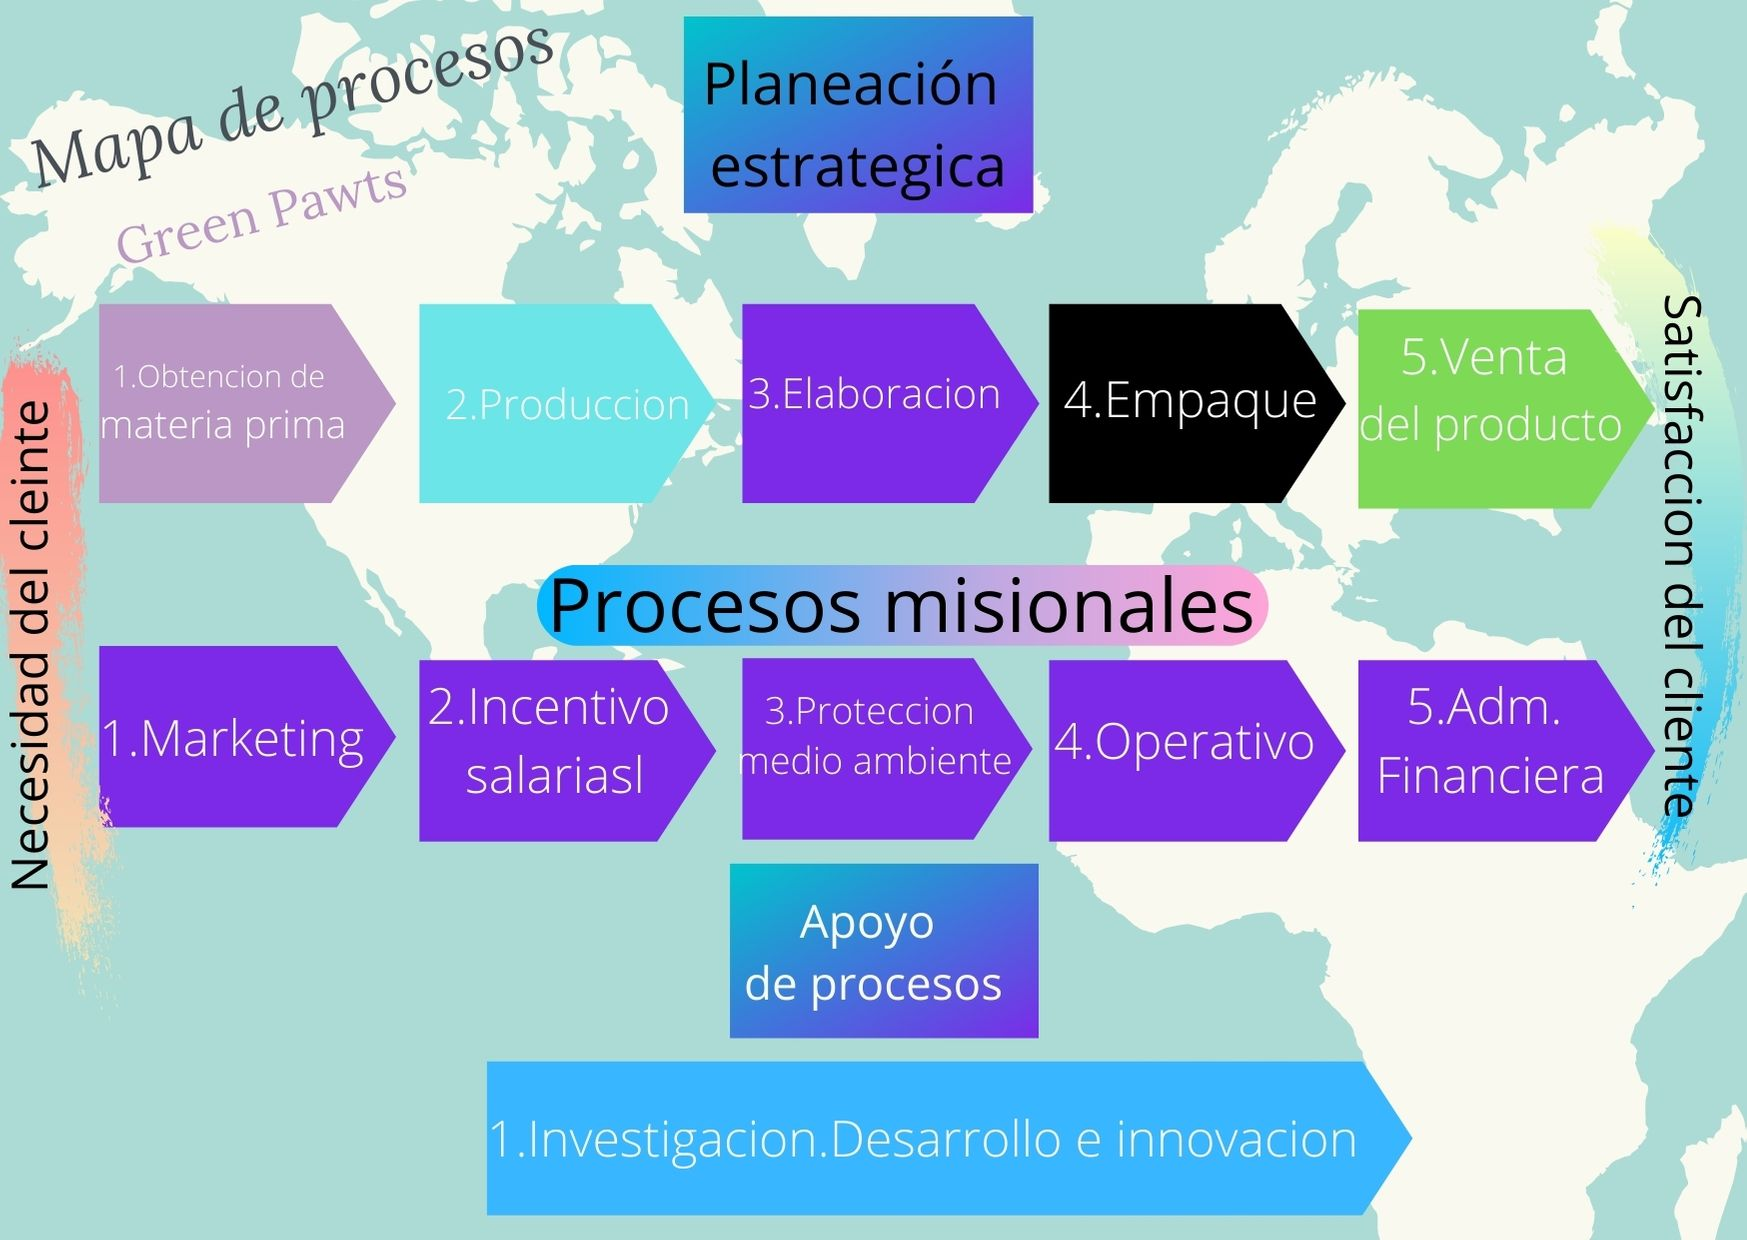 Mapa de procesos
Green Pawts
Planeación
estrategica
Necesidad del cleinte
1.Obtencion de
materia prima
2.Produccion
3.Elaboracion
4.Empaque
5.Venta
del producto
Satisfaccion del cliente
Procesos misionales
1.Marketing
2.Incentivo
salariasl
3.Proteccion
medio ambiente
4.Operativo
5.Adm.
Financiera
Apoyo
de procesos
1.Investigacion.Desarrollo e innovacion